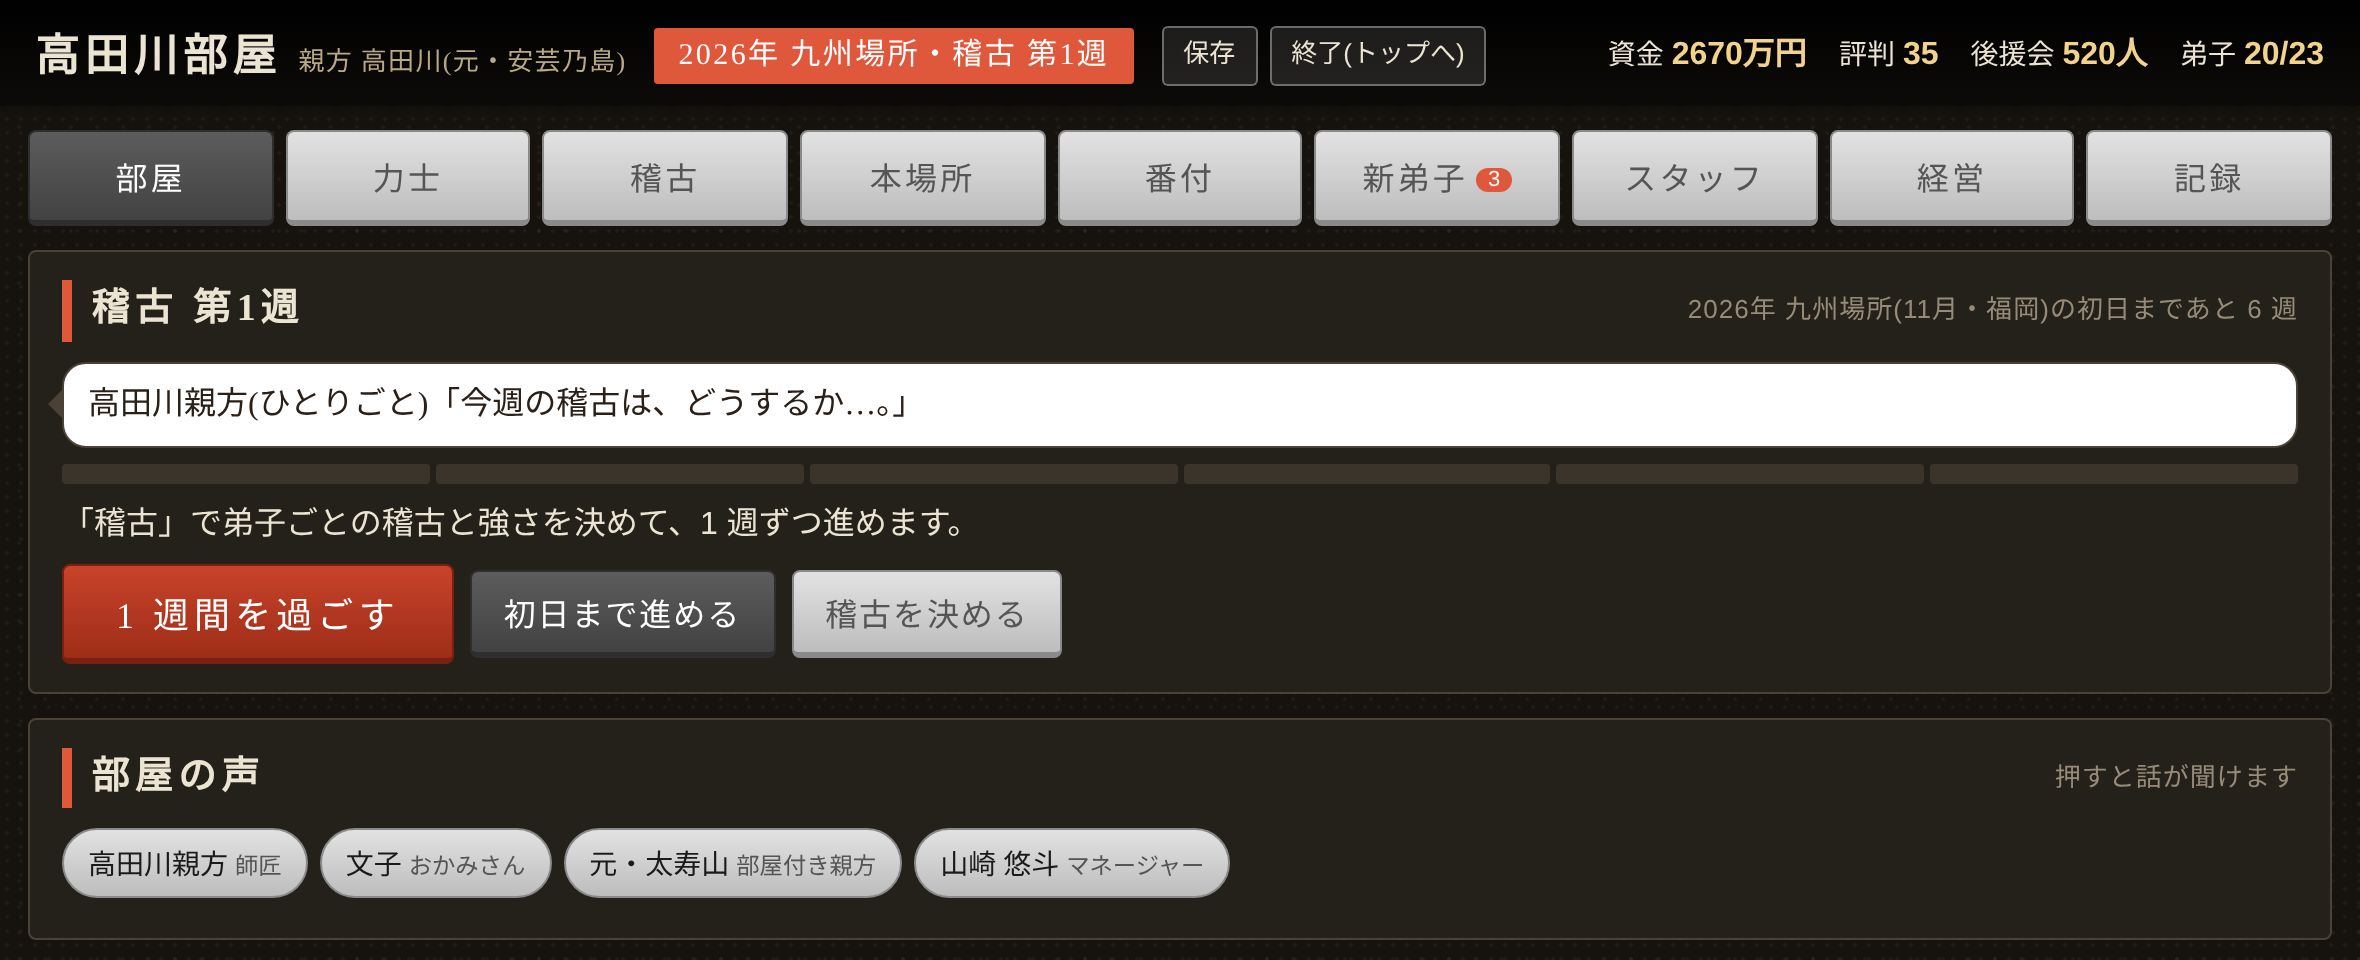 高田川部屋 親方 高田川(元・安芸乃島) 2026年 九州場所・稽古 第1週 保存 終了(トップへ) 資金 2670万円 評判 35 後援会 520人 弟子 20/23
部屋 力士 稽古 本場所 番付 新弟子 3 スタッフ 経営 記録
稽古 第1週 2026年 九州場所(11月・福岡)の初日まであと 6 週
高田川親方(ひとりごと)「今週の稽古は、どうするか…。」
「稽古」で弟子ごとの稽古と強さを決めて、1 週ずつ進めます。
1 週間を過ごす 初日まで進める 稽古を決める
部屋の声 押すと話が聞けます
高田川親方 師匠 文子 おかみさん 元・太寿山 部屋付き親方 山崎 悠斗 マネージャー